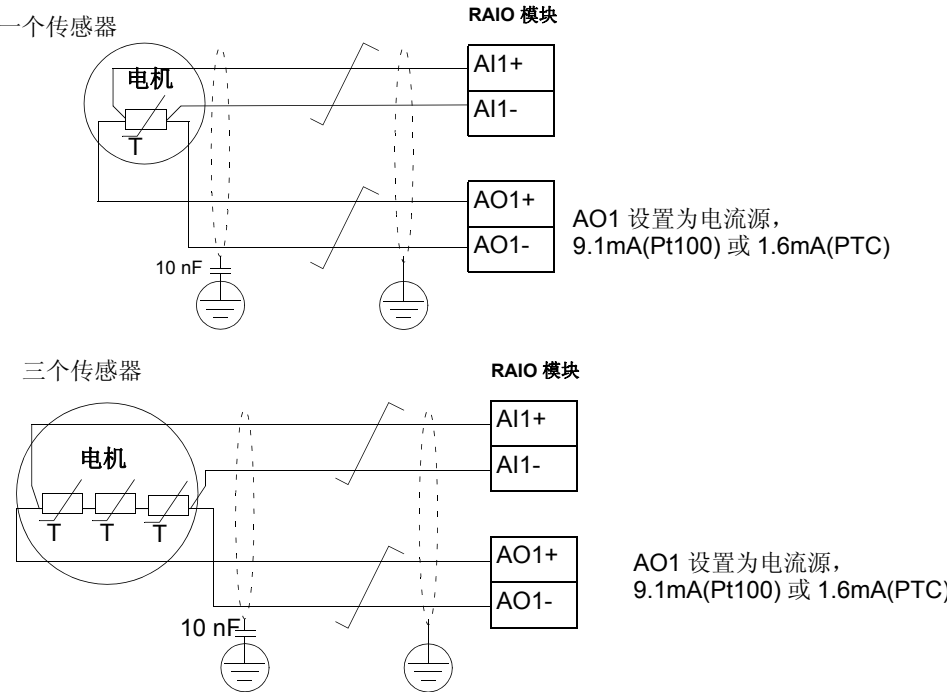 一个传感器
RAIO 模块
电机
T
AI1+
AI1-
AO1+
AO1-
AO1 设置为电流源，
9.1mA(Pt100) 或 1.6mA(PTC)
10 nF
三个传感器
RAIO 模块
电机
T T T
AI1+
AI1-
AO1+
AO1-
AO1 设置为电流源，
9.1mA(Pt100) 或 1.6mA(PTC)
10 nF